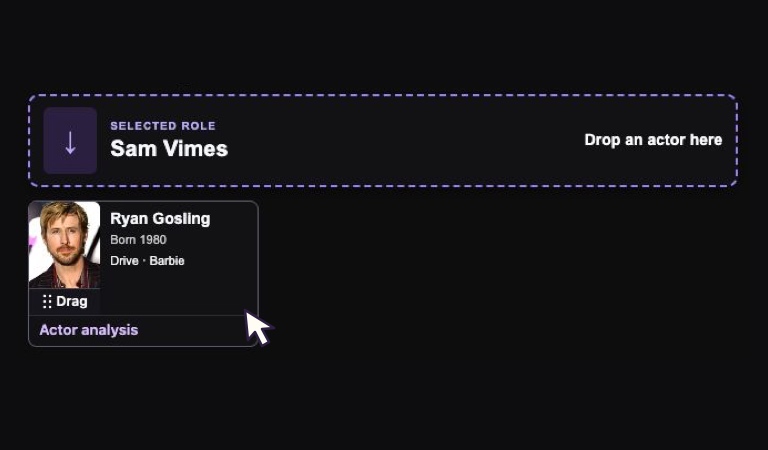 SELECTED ROLE
Sam Vimes
Drop an actor here
Ryan Gosling
Born 1980
Drive · Barbie
Drag
Actor analysis